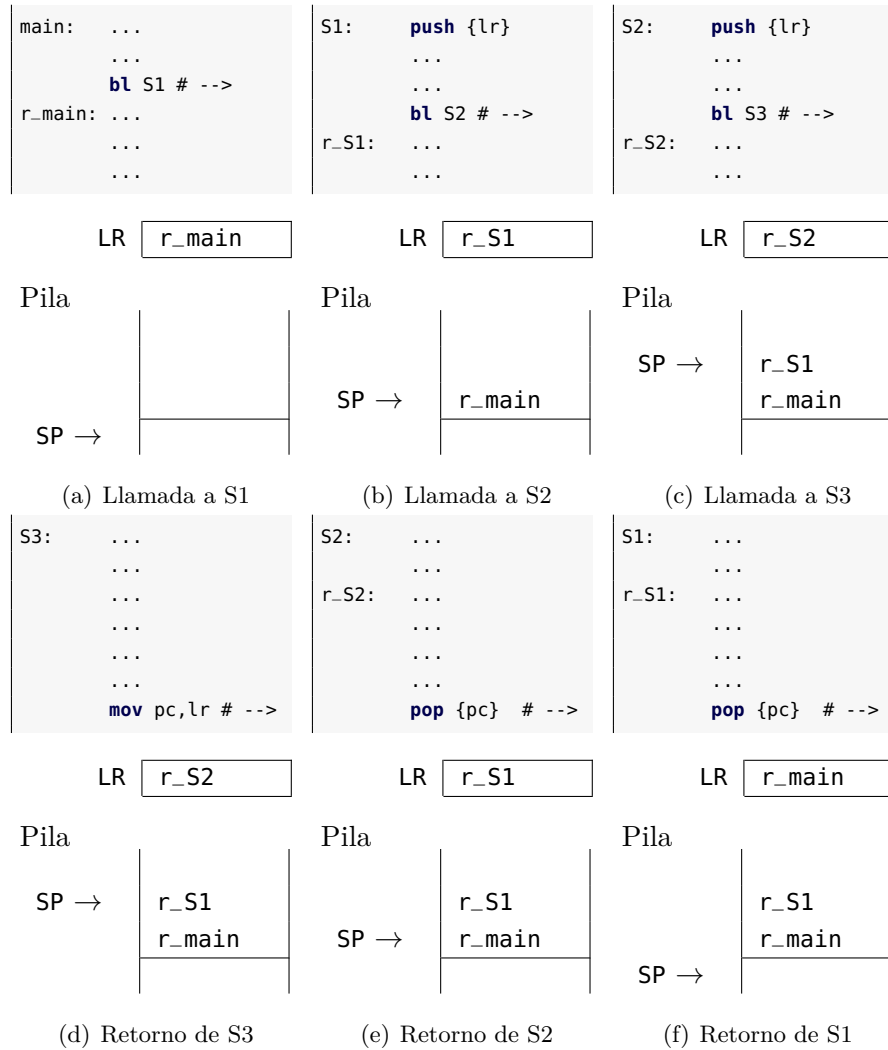 main: ...
...
bl S1 # -->
r_main: ...
...
...
LR r_main
Pila
SP →
(a) Llamada a S1
S1: push {lr}
...
...
bl S2 # -->
r_S1: ...
...
LR r_S1
Pila
SP → r_main
(b) Llamada a S2
S2: push {lr}
...
...
bl S3 # -->
r_S2: ...
...
LR r_S2
Pila
SP → r_S1
r_main
(c) Llamada a S3
S3: ...
...
...
...
...
...
mov pc,lr # -->
LR r_S2
Pila
SP → r_S1
r_main
(d) Retorno de S3
S2: ...
...
r_S2: ...
...
...
...
pop {pc} # -->
LR r_S1
Pila
r_S1
SP → r_main
(e) Retorno de S2
S1: ...
...
r_S1: ...
...
...
...
pop {pc} # -->
LR r_main
Pila
r_S1
r_main
SP →
(f) Retorno de S1